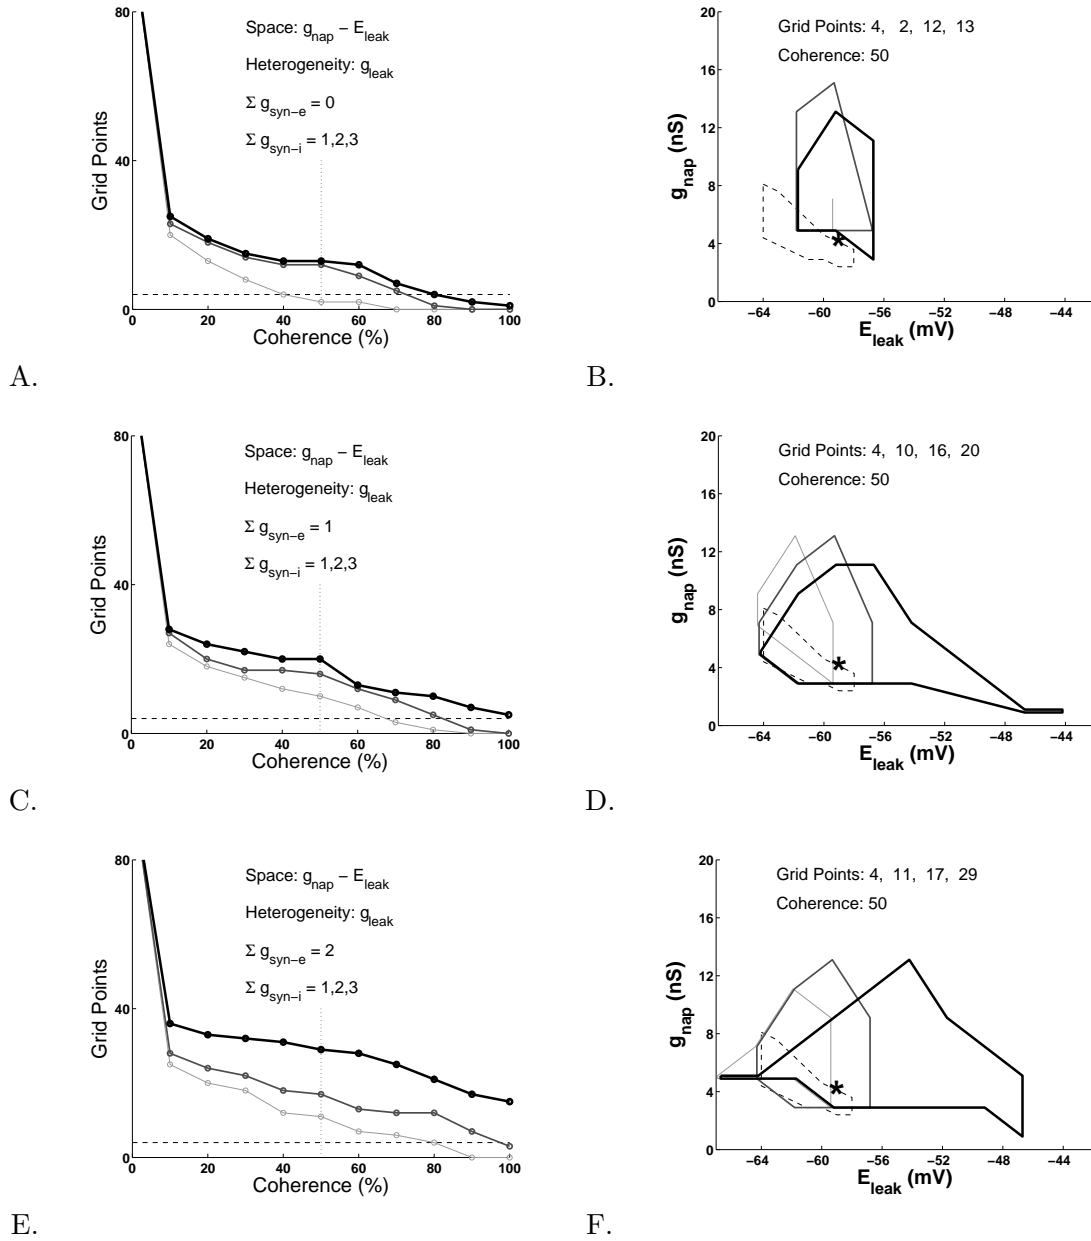 80
40
0
0
20
40
60
80
100
Grid Points
Coherence (%)
Space: g_nap − E_leak
Heterogeneity: g_leak
Σ g_syn−e = 0
Σ g_syn−i = 1,2,3
A.
20
16
12
8
4
0
−64
−60
−56
−52
−48
−44
g_nap (nS)
E_leak (mV)
Grid Points: 4, 2, 12, 13
Coherence: 50
*
B.
80
40
0
0
20
40
60
80
100
Grid Points
Coherence (%)
Space: g_nap − E_leak
Heterogeneity: g_leak
Σ g_syn−e = 1
Σ g_syn−i = 1,2,3
C.
20
16
12
8
4
0
−64
−60
−56
−52
−48
−44
g_nap (nS)
E_leak (mV)
Grid Points: 4, 10, 16, 20
Coherence: 50
*
D.
80
40
0
0
20
40
60
80
100
Grid Points
Coherence (%)
Space: g_nap − E_leak
Heterogeneity: g_leak
Σ g_syn−e = 2
Σ g_syn−i = 1,2,3
E.
20
16
12
8
4
0
−64
−60
−56
−52
−48
−44
g_nap (nS)
E_leak (mV)
Grid Points: 4, 11, 17, 29
Coherence: 50
*
F.